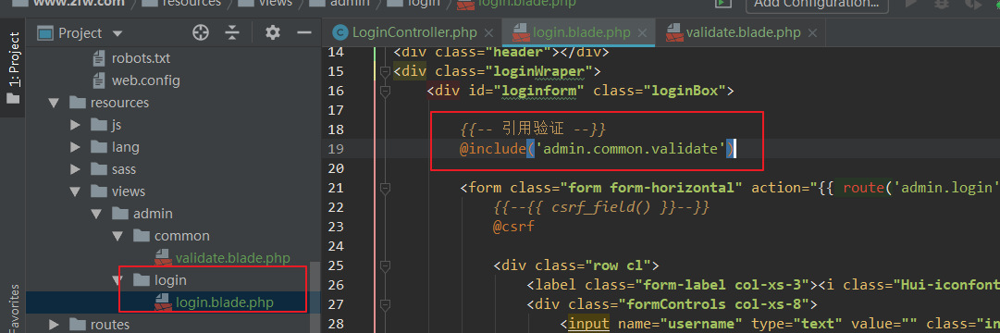 www.zfw.com resources views admin login login.blade.php Add Configuration...
Project
LoginController.php login.blade.php validate.blade.php
1: Project
robots.txt
web.config
resources
js
lang
sass
views
admin
common
validate.blade.php
login
login.blade.php
routes
Favorites
14 <div class="header"></div>
15 <div class="loginWraper">
16 <div id="loginform" class="loginBox">
17
18 {{-- 引用验证 --}}
19 @include('admin.common.validate')
20
21 <form class="form form-horizontal" action="{{ route('admin.login'
22 {{--{{ csrf_field() }}--}}
23 @csrf
24
25 <div class="row cl">
26 <label class="form-label col-xs-3"><i class="Hui-iconfont
27 <div class="formControls col-xs-8">
28 <input name="username" type="text" value="" class="in